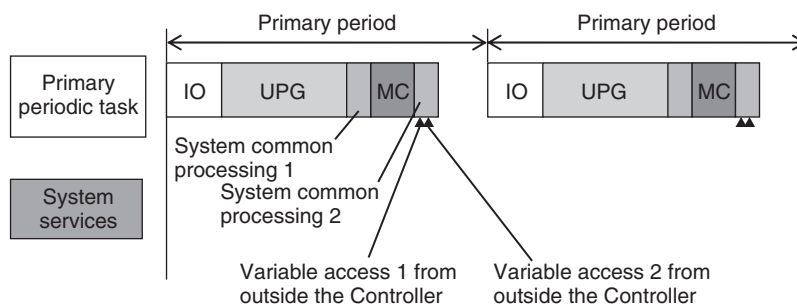 Primary period
Primary period
Primary
periodic task
IO
UPG
MC
IO
UPG
MC
System common
processing 1
System common
processing 2
System
services
Variable access 1 from
outside the Controller
Variable access 2 from
outside the Controller